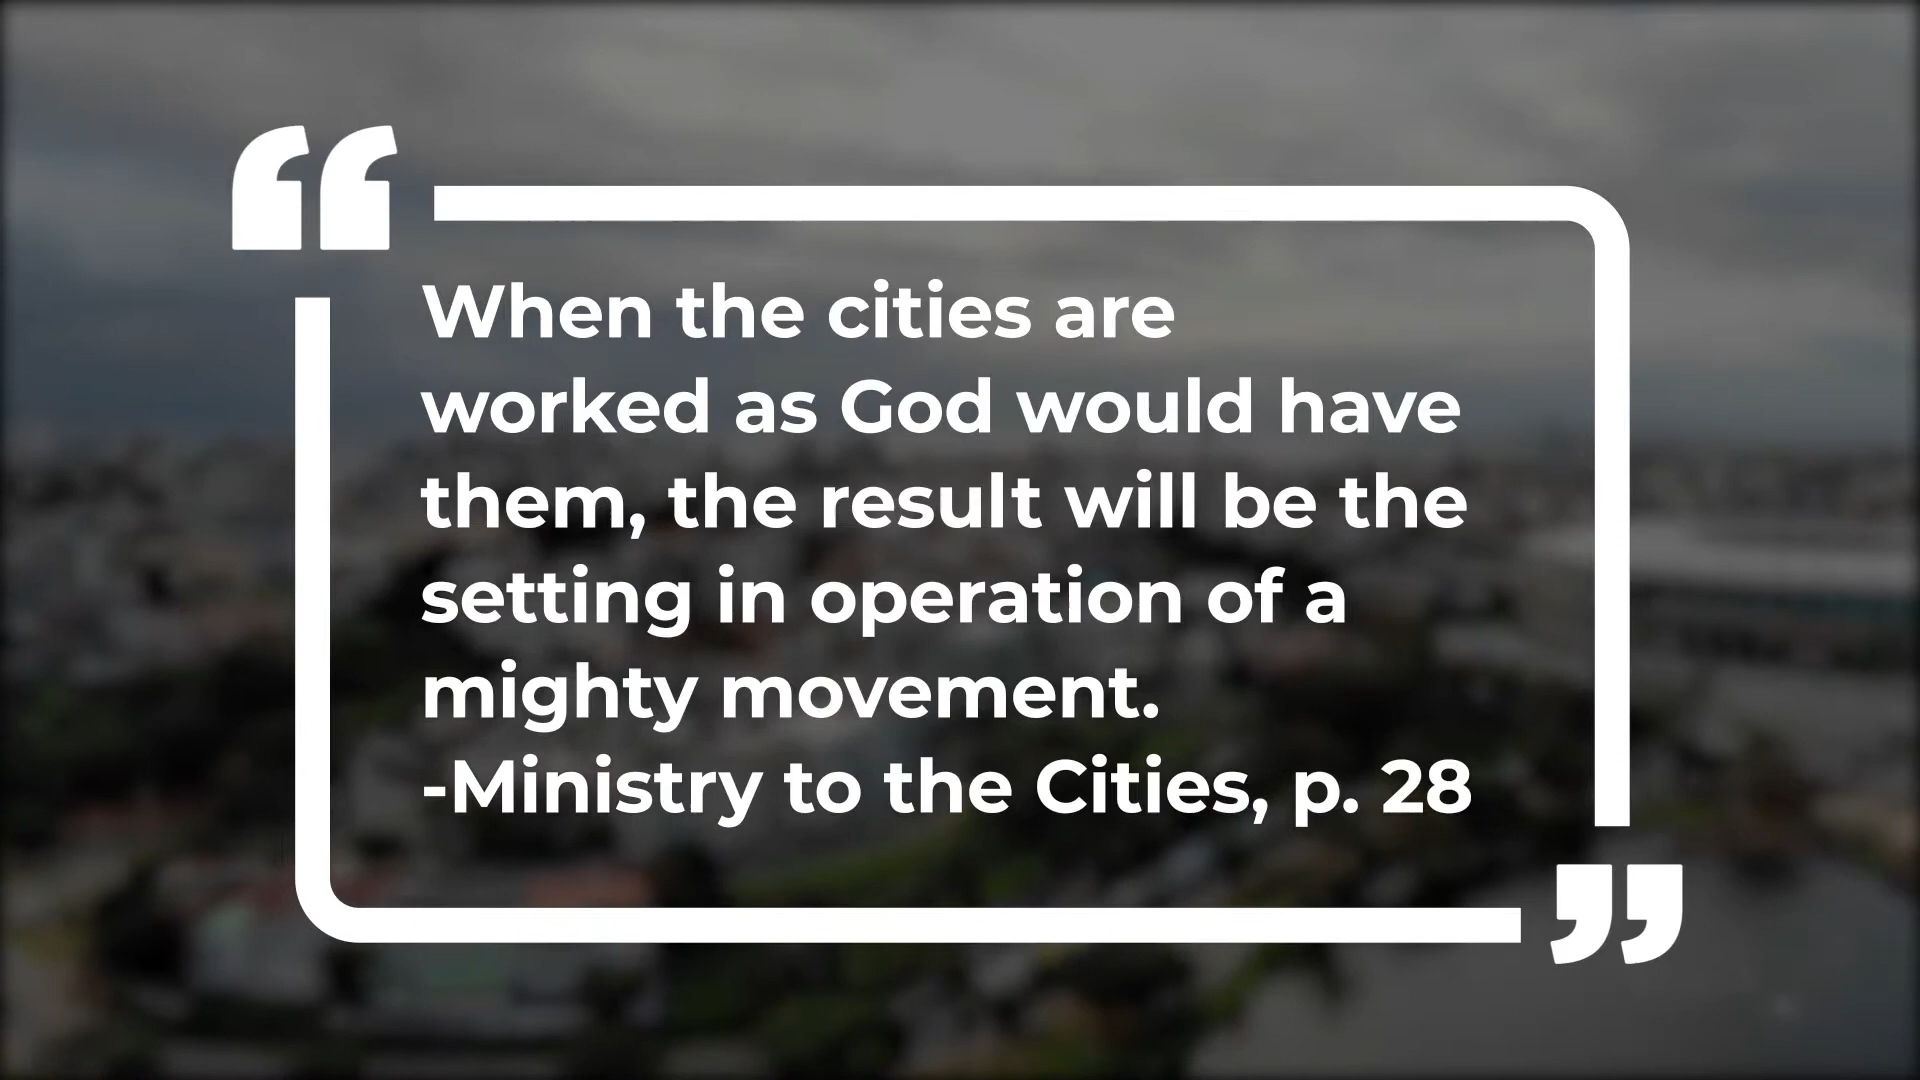 When the cities are
worked as God would have
them, the result will be the
setting in operation of a
mighty movement.
-Ministry to the Cities, p. 28